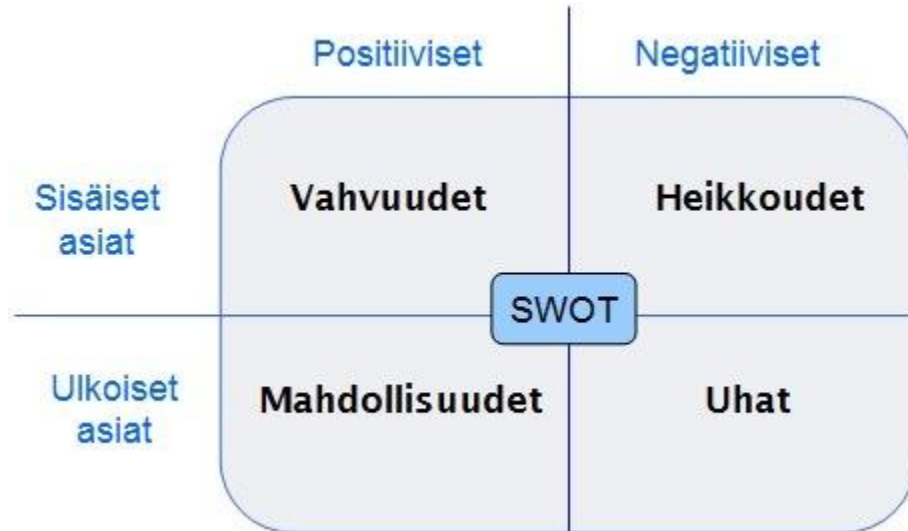 Positiiviset
Negatiiviset
Sisäiset
asiat
Vahvuudet
Heikkoudet
SWOT
Ulkoiset
asiat
Mahdollisuudet
Uhat